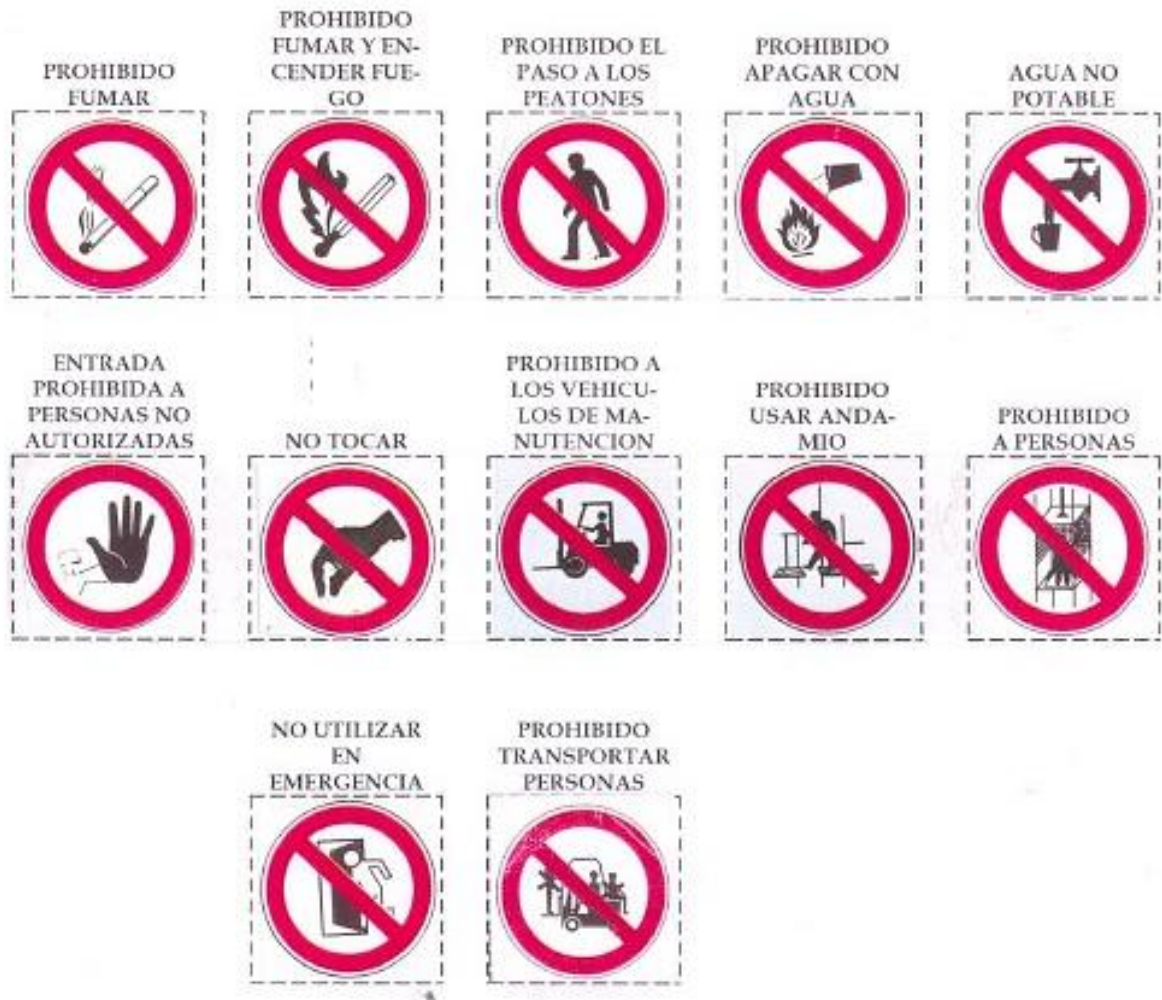 PROHIBIDO
FUMAR
PROHIBIDO
FUMAR Y EN-
CENDER FUE-
GO
PROHIBIDO EL
PASO A LOS
PEATONES
PROHIBIDO
APAGAR CON
AGUA
AGUA NO
POTABLE
ENTRADA
PROHIBIDA A
PERSONAS NO
AUTORIZADAS
NO TOCAR
PROHIBIDO A
LOS VEHICU-
LOS DE MA-
NUTENCION
PROHIBIDO
USAR ANDA-
MIO
PROHIBIDO
A PERSONAS
NO UTILIZAR
EN
EMERGENCIA
PROHIBIDO
TRANSPORTAR
PERSONAS